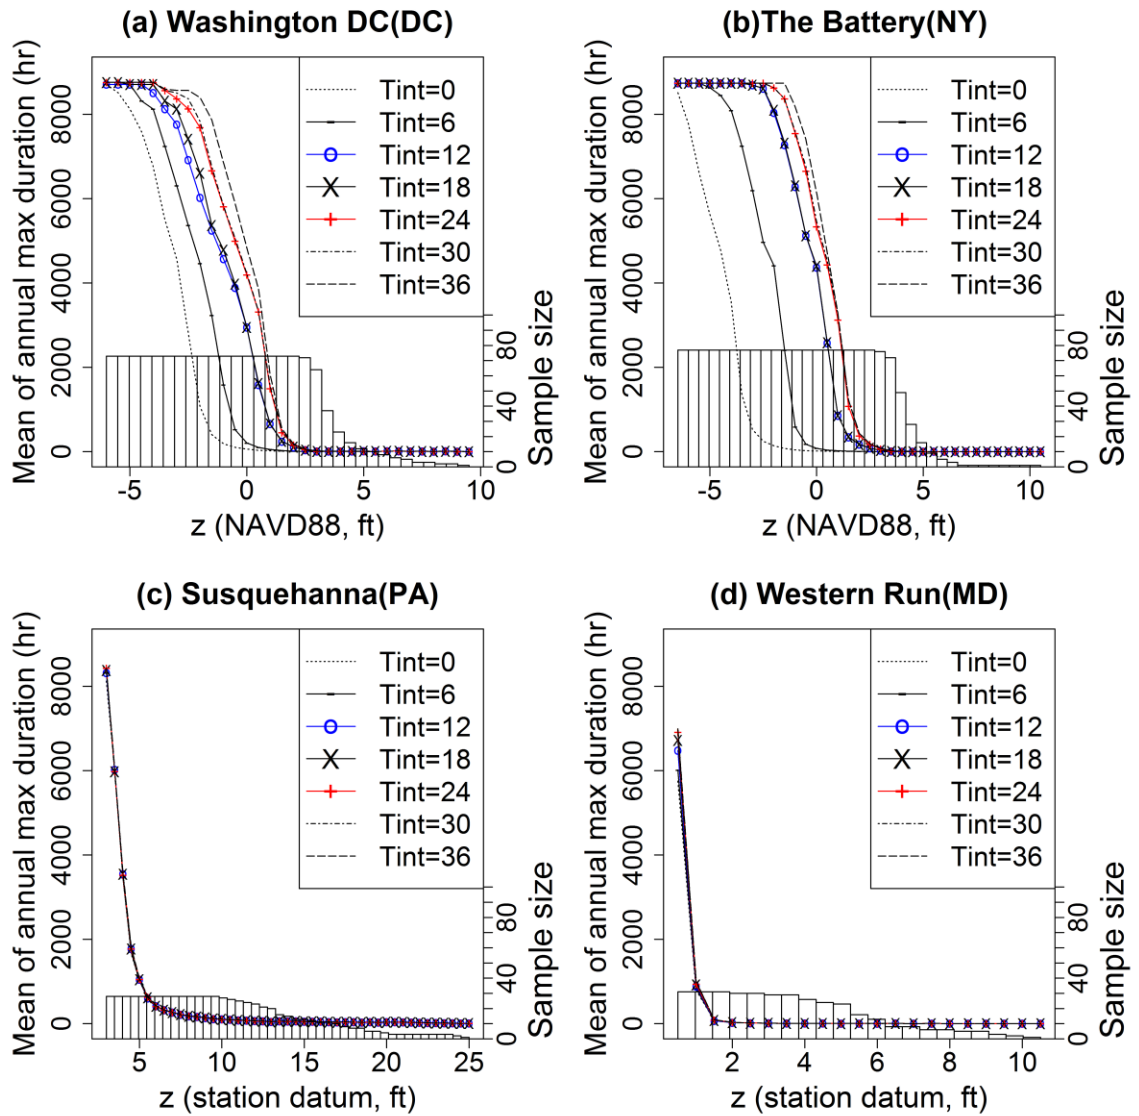 (a) Washington DC(DC)
Mean of annual max duration (hr)
0 2000 4000 6000 8000
Tint=0
Tint=6
Tint=12
Tint=18
Tint=24
Tint=30
Tint=36
0 40 80
Sample size
-5 0 5 10
z (NAVD88, ft)
(b)The Battery(NY)
Mean of annual max duration (hr)
0 2000 4000 6000 8000
Tint=0
Tint=6
Tint=12
Tint=18
Tint=24
Tint=30
Tint=36
0 40 80
Sample size
-5 0 5 10
z (NAVD88, ft)
(c) Susquehanna(PA)
Mean of annual max duration (hr)
0 2000 4000 6000 8000
Tint=0
Tint=6
Tint=12
Tint=18
Tint=24
Tint=30
Tint=36
0 40 80
Sample size
5 10 15 20 25
z (station datum, ft)
(d) Western Run(MD)
Mean of annual max duration (hr)
0 2000 4000 6000 8000
Tint=0
Tint=6
Tint=12
Tint=18
Tint=24
Tint=30
Tint=36
0 40 80
Sample size
2 4 6 8 10
z (station datum, ft)